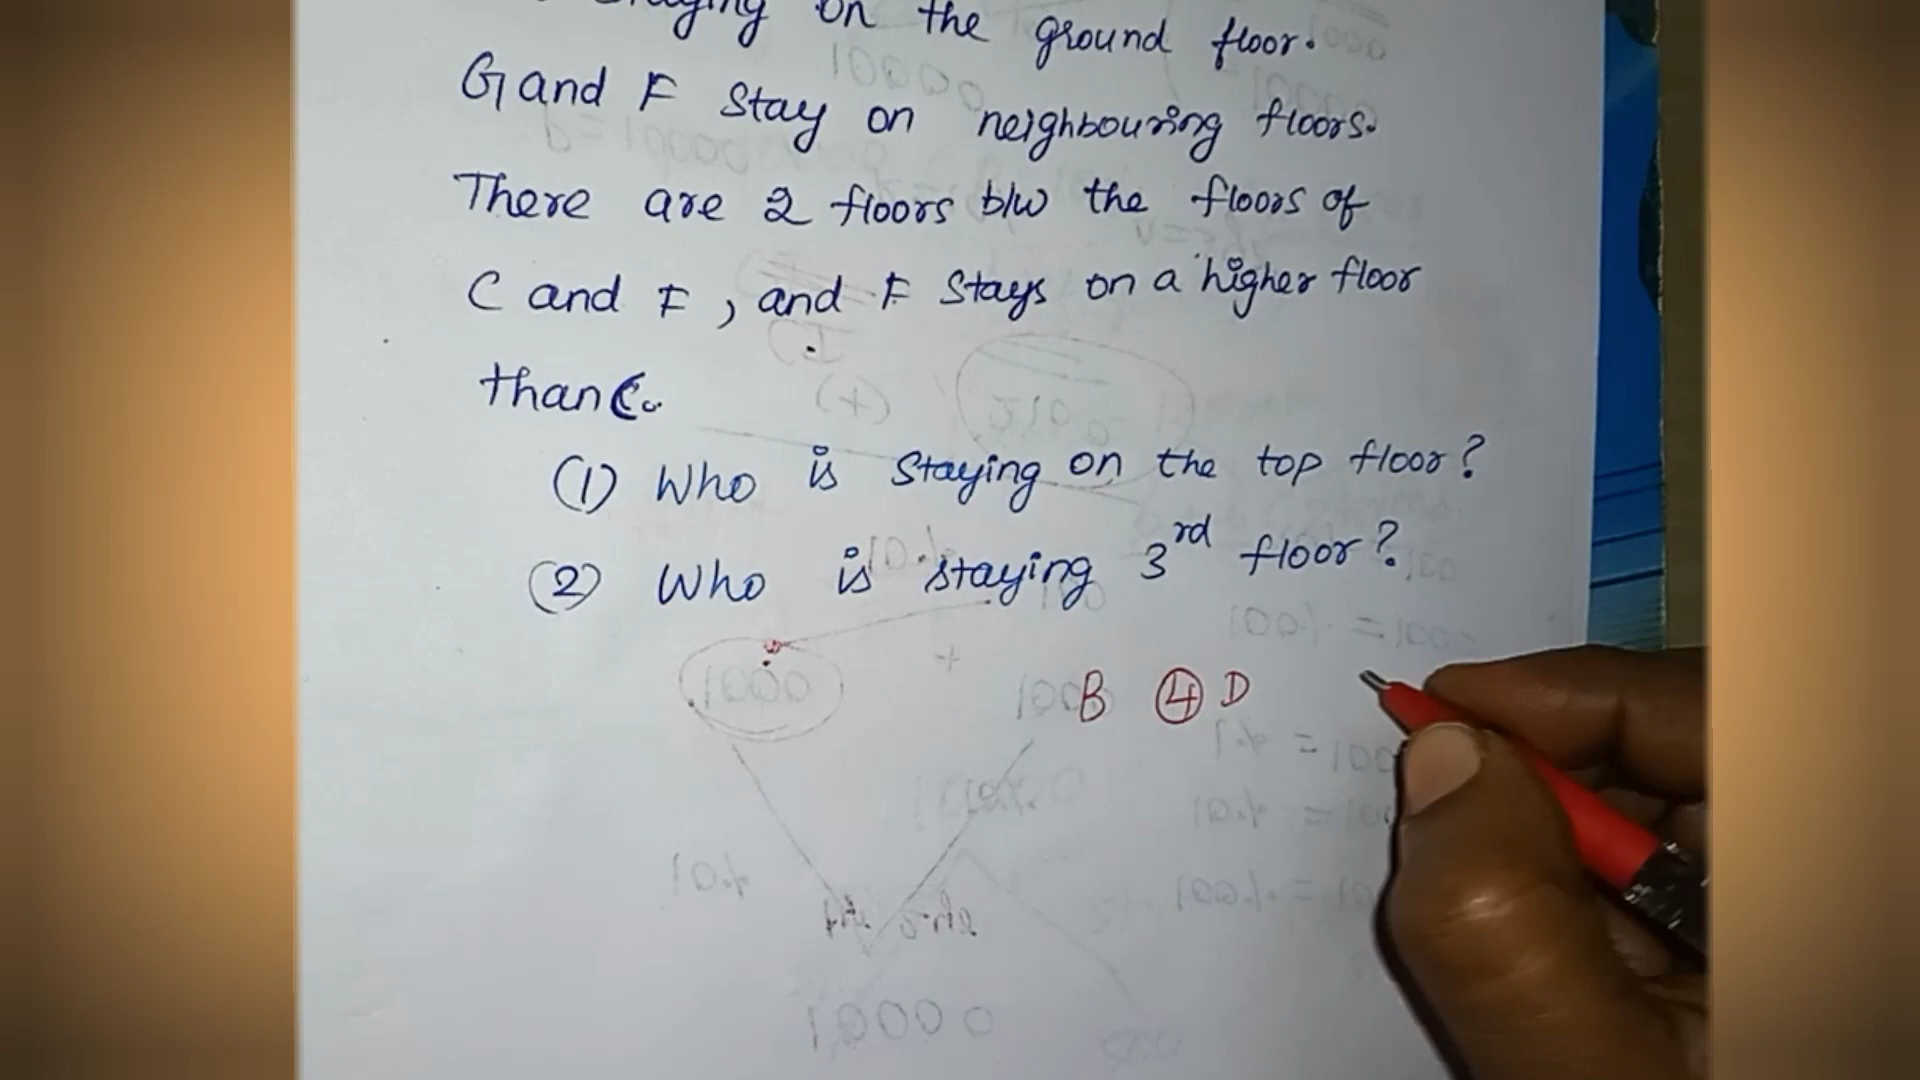 staying on the ground floor.
G and F stay on neighbouring floors.
There are 2 floors b/w the floors of
C and F, and F stays on a higher floor
than C.
(1) Who is staying on the top floor?
(2) Who is staying 3rd floor?
B ④ D